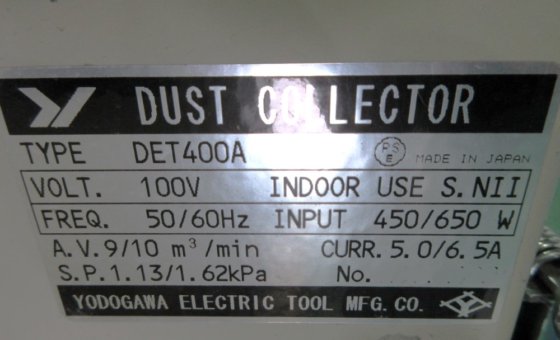 DUST COLLECTOR
TYPE DET400A PS E MADE IN JAPAN
VOLT. 100V INDOOR USE S.NII
FREQ. 50/60Hz INPUT 450/650 W
A.V.9/10 m³/min CURR.5.0/6.5A
S.P.1.13/1.62kPa No.
YODOGAWA ELECTRIC TOOL MFG.CO.